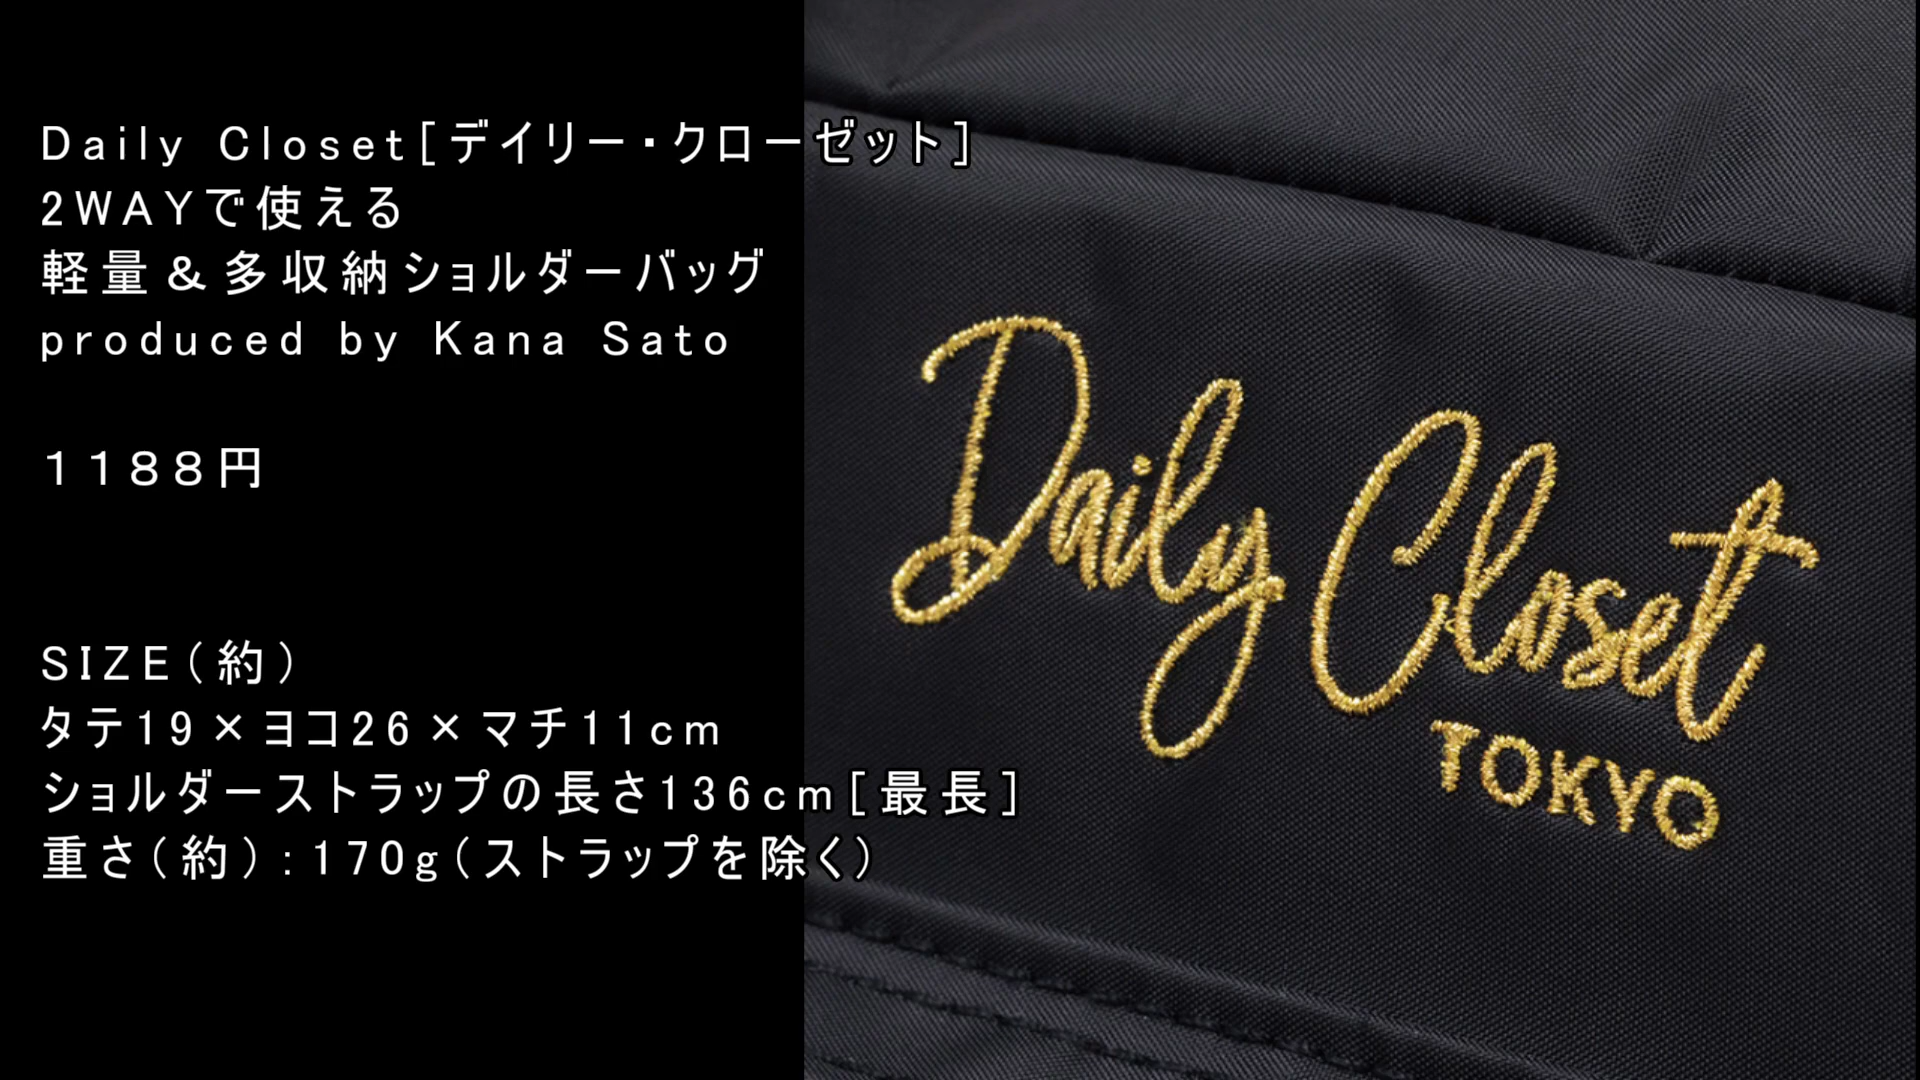 Daily Closet[デイリー・クローゼット]
2WAYで使える
軽量＆多収納ショルダーバッグ
produced by Kana Sato
１１８８円
SIZE(約)
タテ19×ヨコ26×マチ11cm
ショルダーストラップの長さ136cm[最長]
重さ(約):170g(ストラップを除く)
Daily Closet
TOKYO